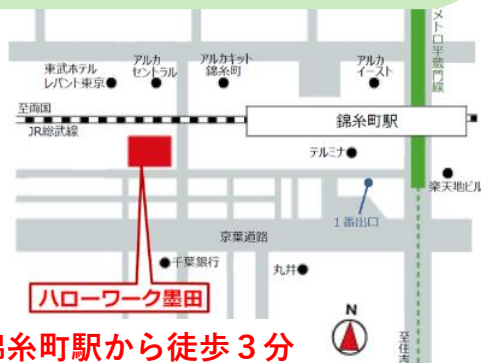 メトロ半蔵門線
東武ホテル
レバント東京
アルカ
セントラル
アルカキット
錦糸町
アルカ
イースト
至両国
JR総武線
錦糸町駅
テルミナ
楽天地ビル
1番出口
京葉道路
千葉銀行
丸井
ハローワーク墨田
N
至住吉
錦糸町駅から徒歩３分